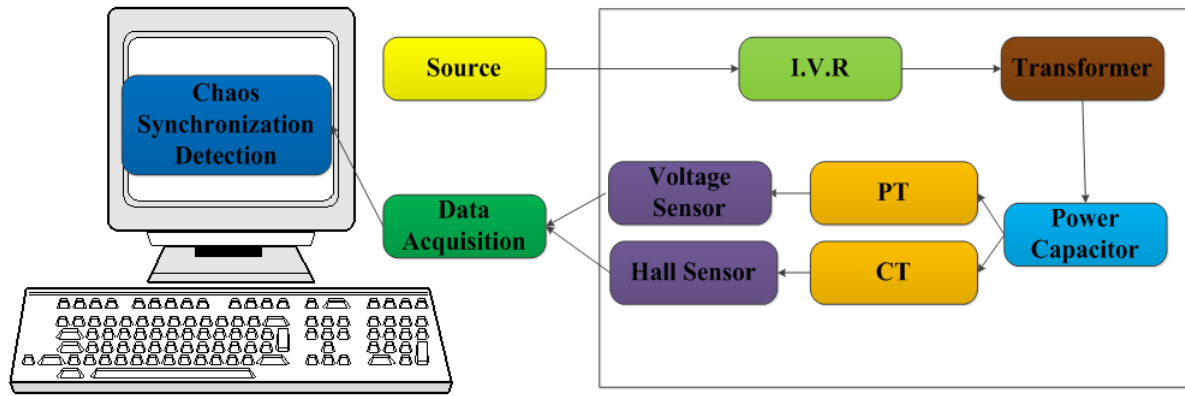 Source
I.V.R
Transformer
Chaos
Synchronization
Detection
Voltage
Sensor
PT
Data
Acquisition
Power
Capacitor
Hall Sensor
CT